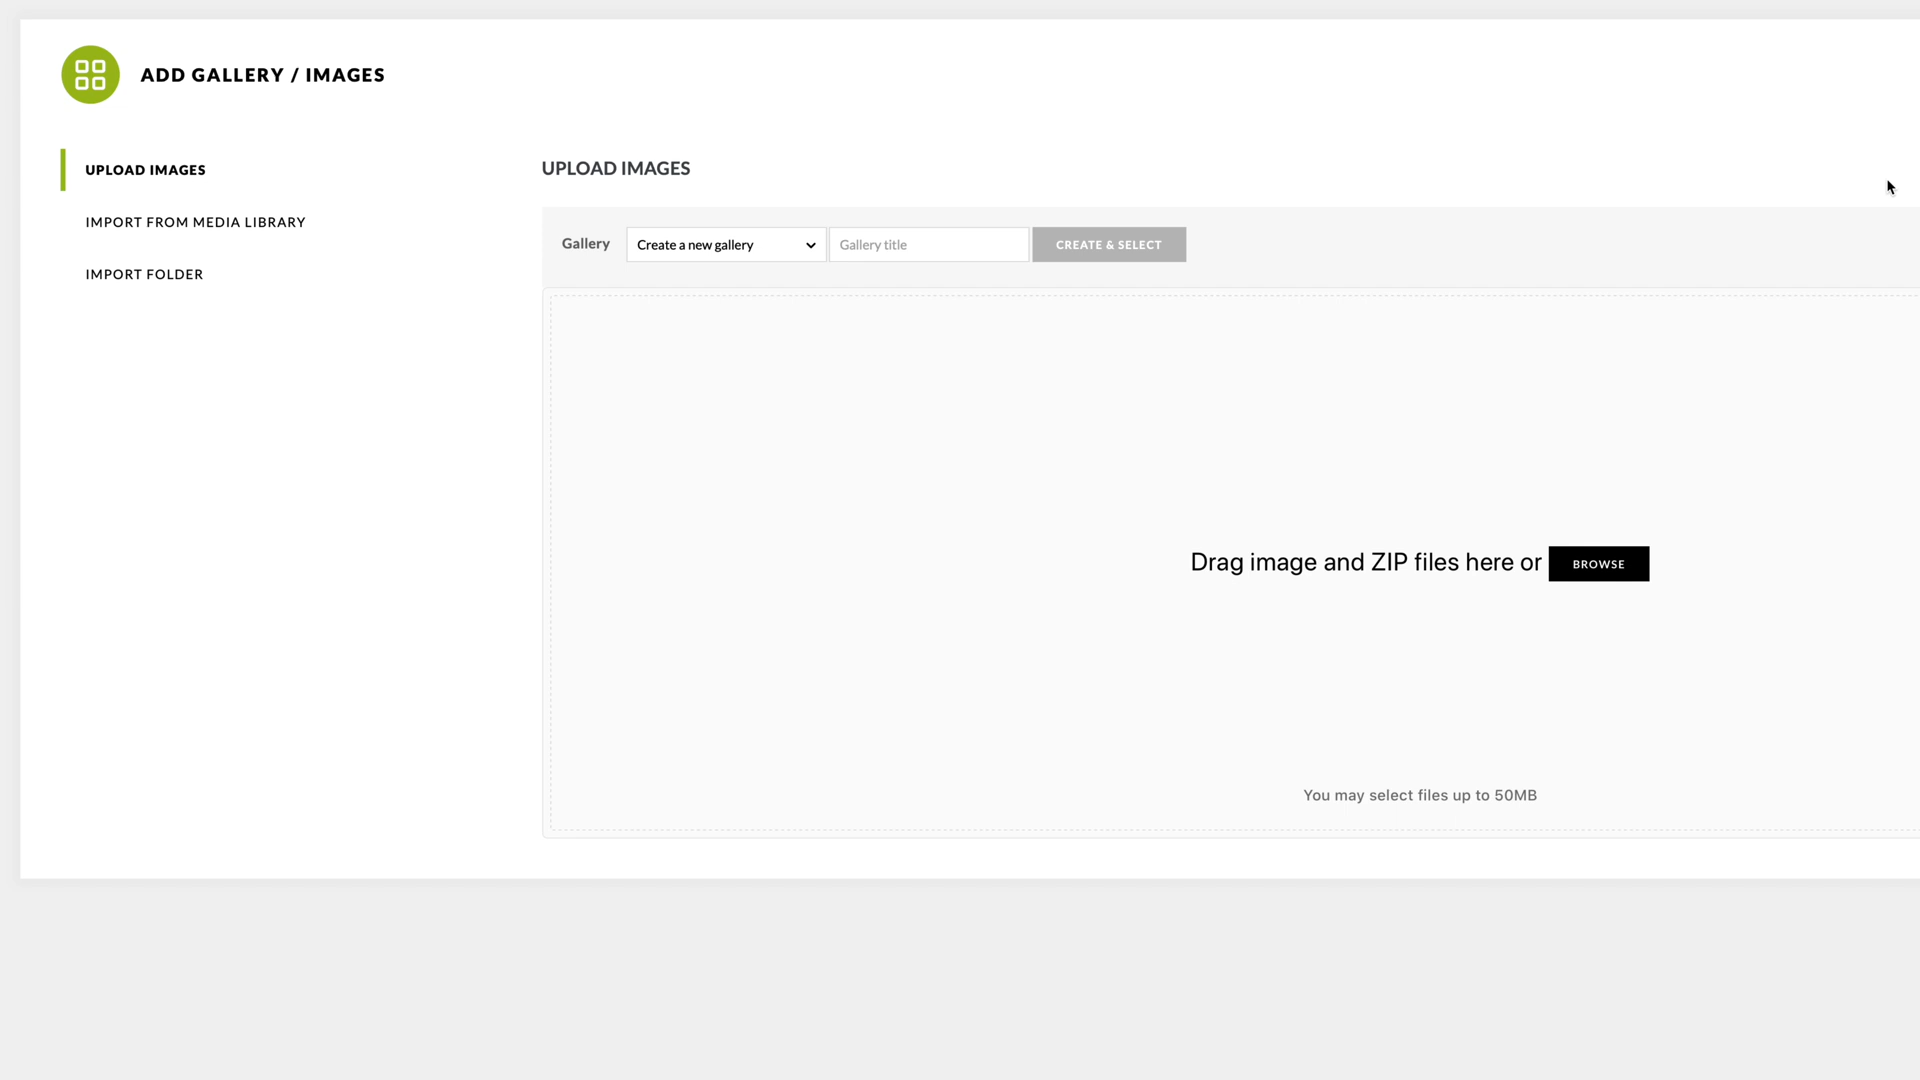 ADD GALLERY / IMAGES
UPLOAD IMAGES
IMPORT FROM MEDIA LIBRARY
IMPORT FOLDER
UPLOAD IMAGES
Gallery Create a new gallery Gallery title CREATE & SELECT
Drag image and ZIP files here or BROWSE
You may select files up to 50MB